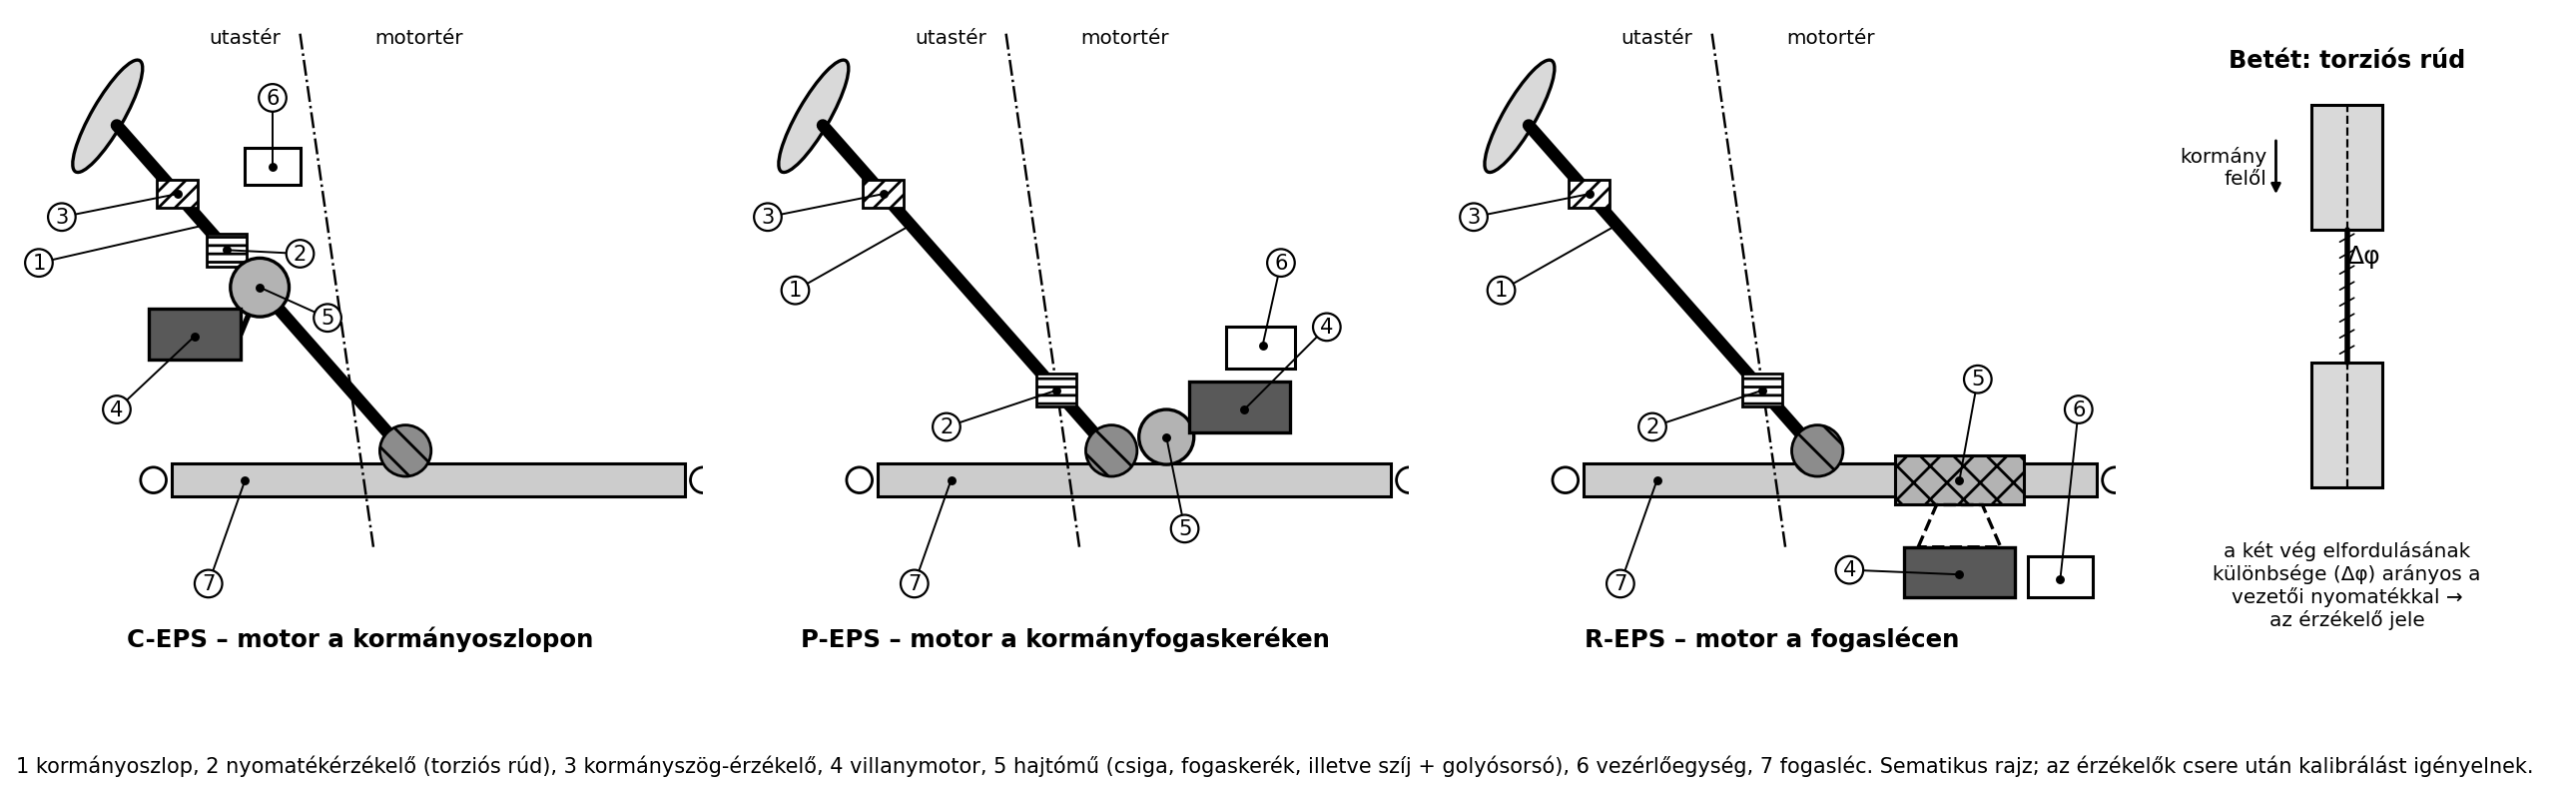 utastér
motortér
6
3
1
2
5
4
7
C-EPS – motor a kormányoszlopon
utastér
motortér
3
1
6
4
2
5
7
P-EPS – motor a kormányfogaskeréken
utastér
motortér
3
1
5
2
6
4
7
R-EPS – motor a fogaslécen
Betét: torziós rúd
kormány
felől
Δφ
a két vég elfordulásának
különbsége (Δφ) arányos a
vezetői nyomatékkal →
az érzékelő jele
1 kormányoszlop, 2 nyomatékérzékelő (torziós rúd), 3 kormányszög-érzékelő, 4 villanymotor, 5 hajtómű (csiga, fogaskerék, illetve szíj + golyósorsó), 6 vezérlőegység, 7 fogasléc. Sematikus rajz; az érzékelők csere után kalibrálást igényelnek.